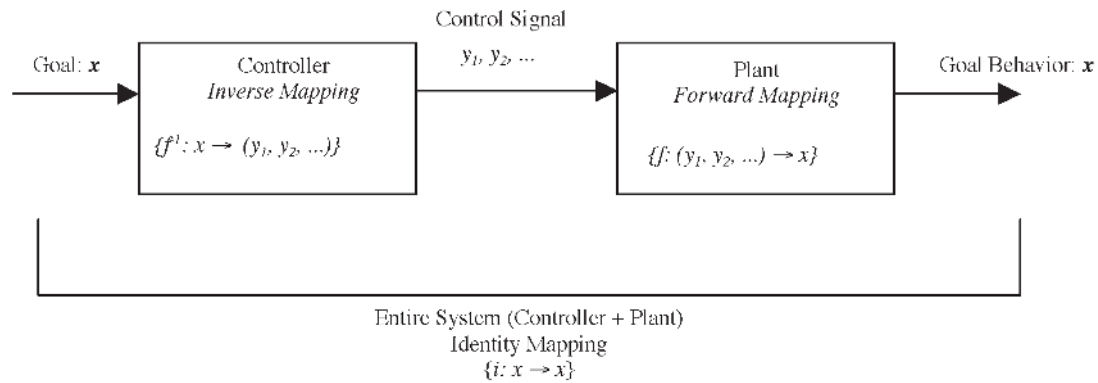 Control Signal
y₁, y₂, ...
Goal: x
Controller
Inverse Mapping
{f¹: x → (y₁, y₂, ...)}
Plant
Forward Mapping
{f: (y₁, y₂, ...) → x}
Goal Behavior: x
Entire System (Controller + Plant)
Identity Mapping
{i: x → x}